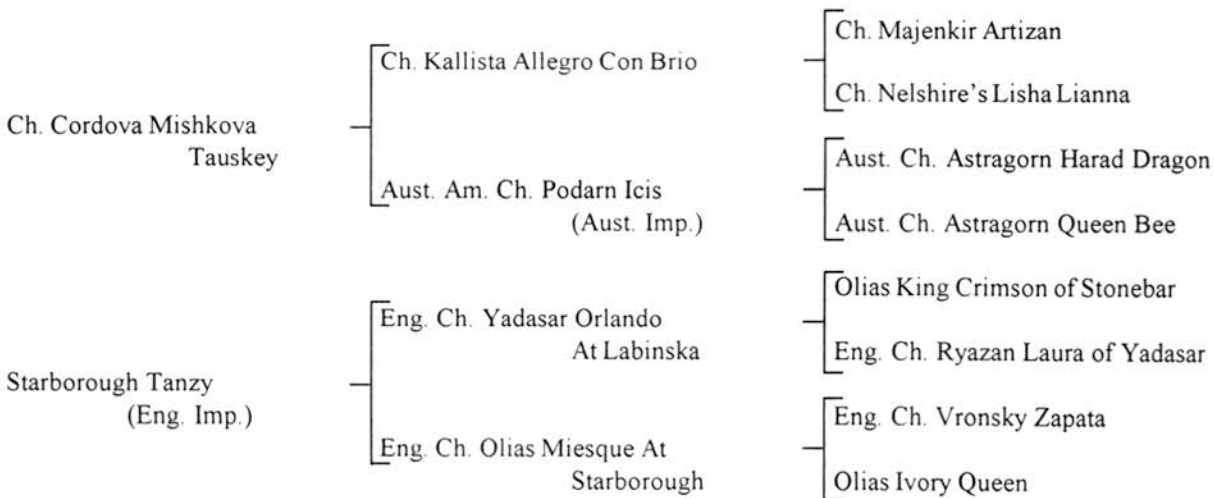 Ch. Cordova Mishkova
Tauskey
Ch. Kallista Allegro Con Brio
Ch. Majenkir Artizan
Ch. Nelshire's Lisha Lianna
Aust. Am. Ch. Podarn Icis
(Aust. Imp.)
Aust. Ch. Astragorn Harad Dragon
Aust. Ch. Astragorn Queen Bee
Starborough Tanzy
(Eng. Imp.)
Eng. Ch. Yadasar Orlando
At Labinska
Olias King Crimson of Stonebar
Eng. Ch. Ryazan Laura of Yadasar
Eng. Ch. Olias Miesque At
Starborough
Eng. Ch. Vronsky Zapata
Olias Ivory Queen